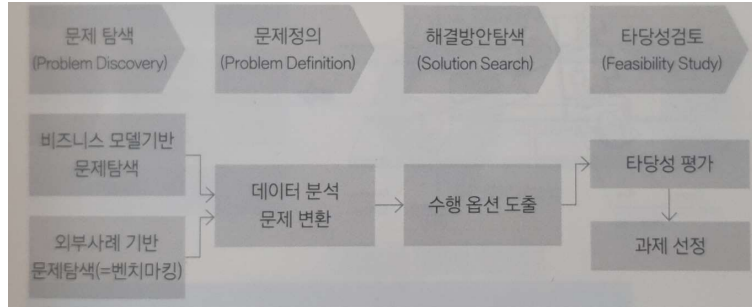 문제 탐색
(Problem Discovery)
문제정의
(Problem Definition)
해결방안탐색
(Solution Search)
타당성검토
(Feasibility Study)
비즈니스 모델기반
문제탐색
외부사례 기반
문제탐색(=벤치마킹)
데이터 분석
문제 변환
수행 옵션 도출
타당성 평가
과제 선정